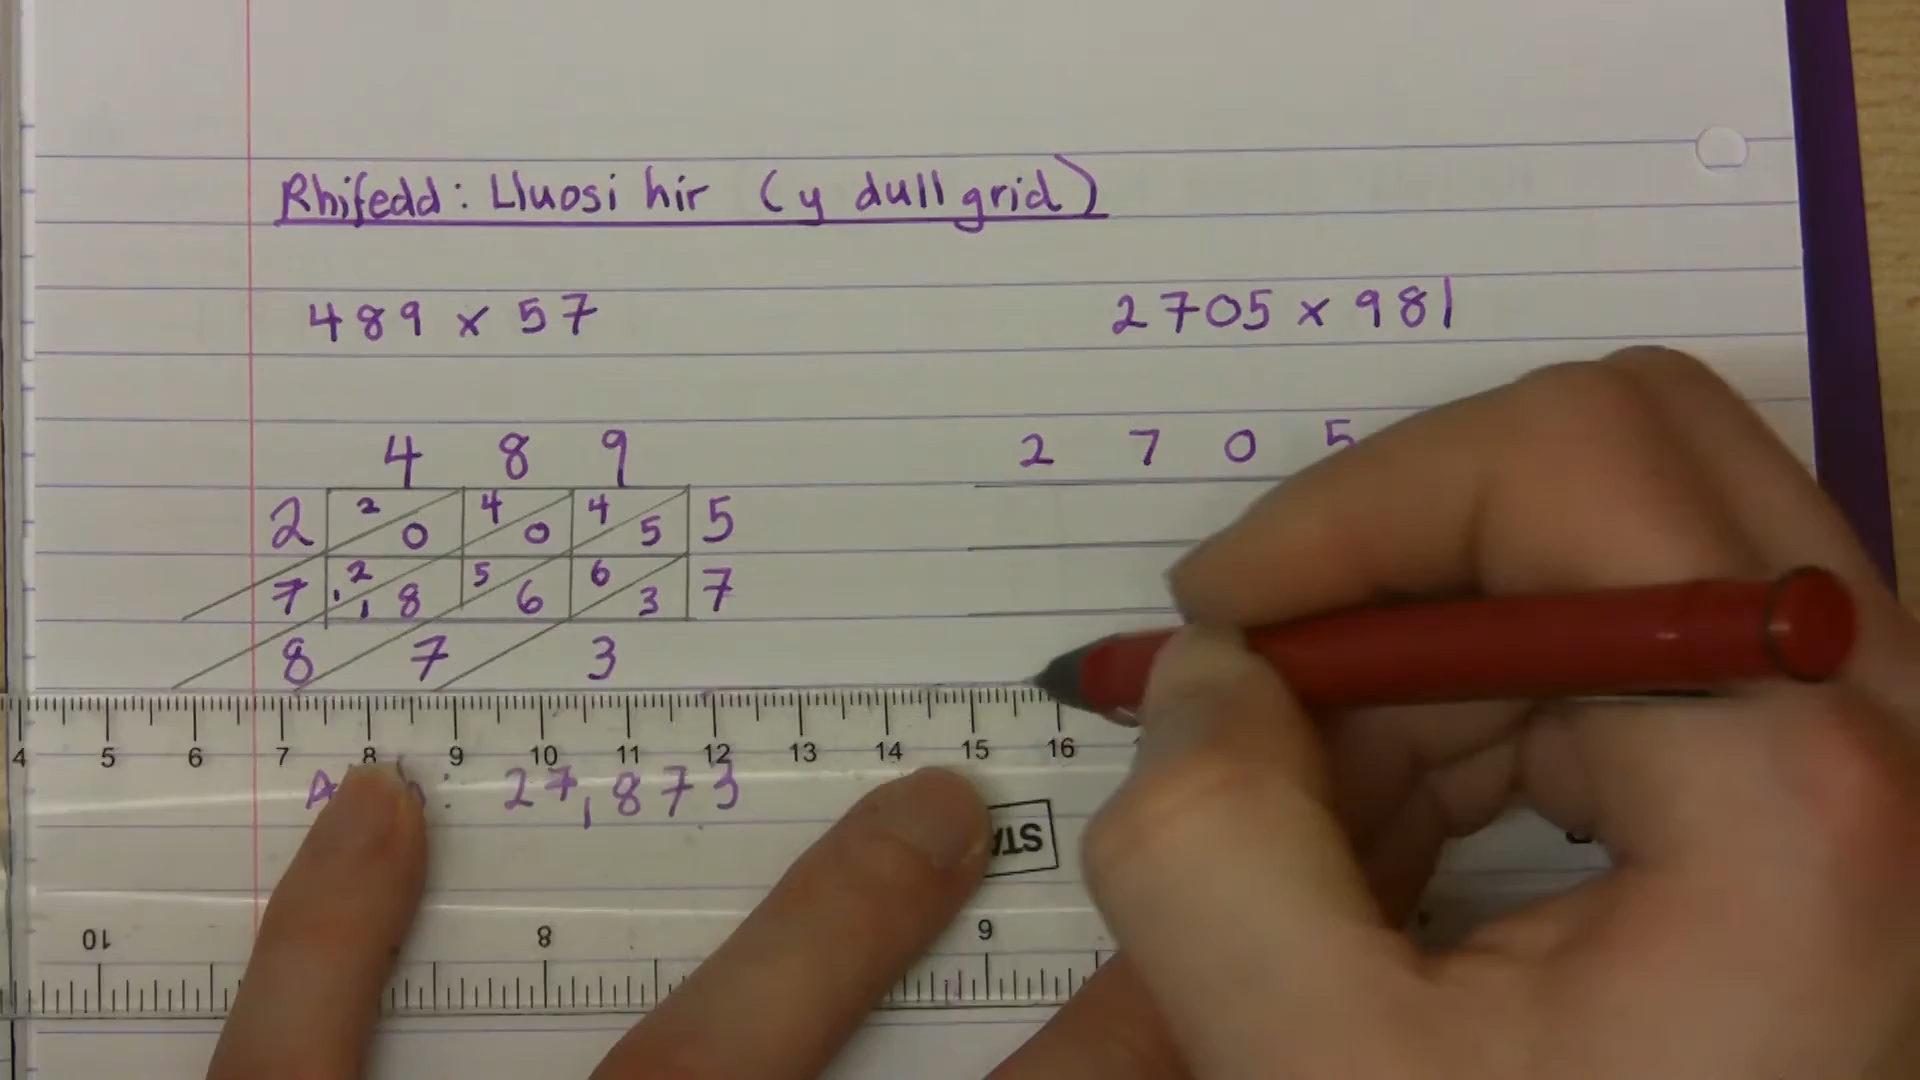 Rhifedd: Lluosi hir (y dull grid)
489 x 57
2705 x 981
4 8 9
2 7 0 5
2 2 0 4 0 4 5 5
7 2 8 5 6 6 3 7
8 7 3
4 5 6 7 8 9 10 11 12 13 14 15 16
27,873
10 8 6